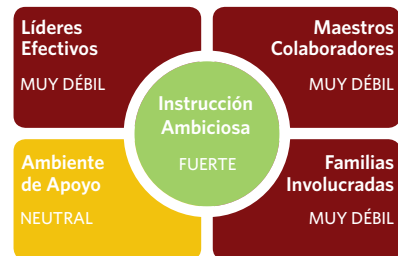 Líderes
Efectivos
MUY DÉBIL
Maestros
Colaboradores
MUY DÉBIL
Instrucción
Ambiciosa
FUERTE
Ambiente
de Apoyo
NEUTRAL
Familias
Involucradas
MUY DÉBIL